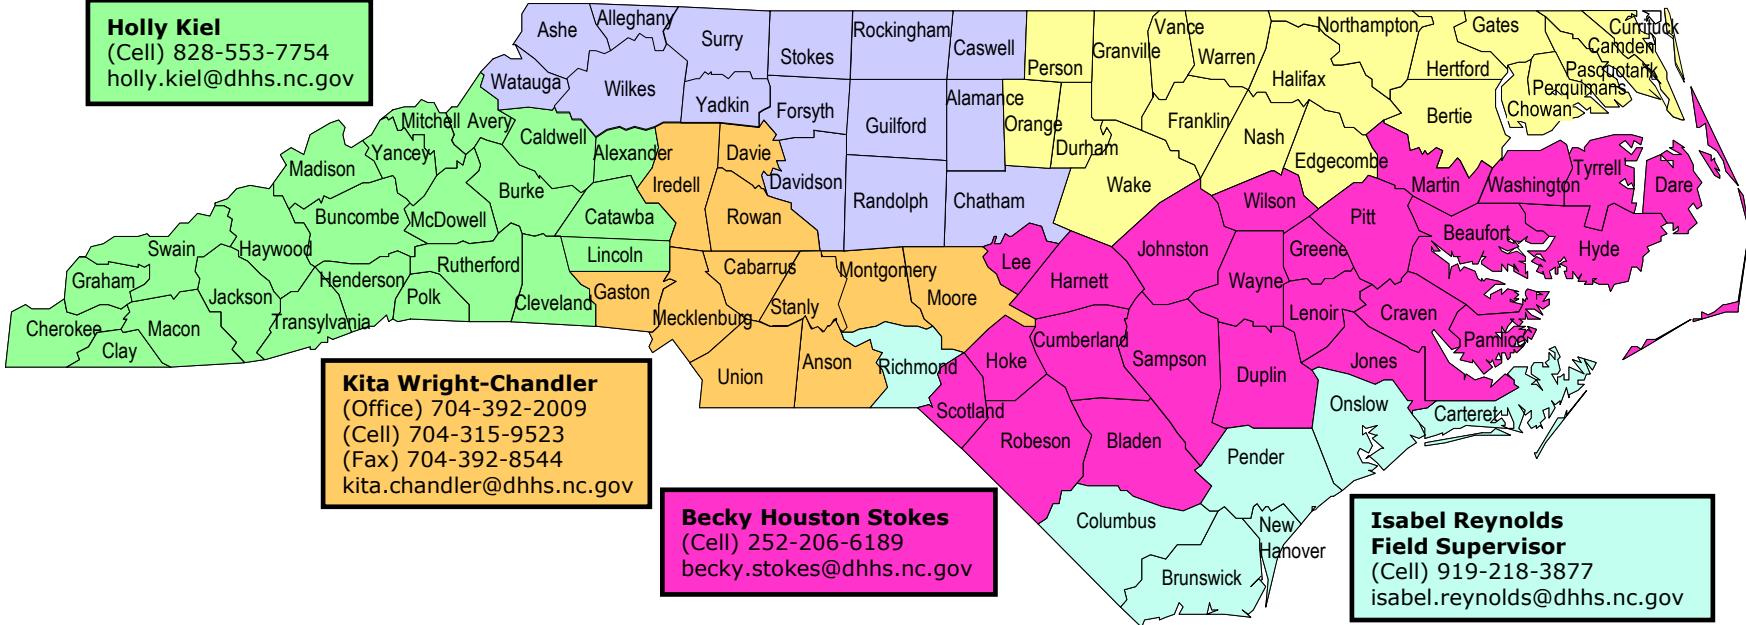 Holly Kiel
(Cell) 828-553-7754
holly.kiel@dhhs.nc.gov
Ashe
Alleghany
Surry
Stokes
Rockingham
Caswell
Person
Granville
Vance
Warren
Northampton
Gates
Currituck
Camden
Pasquotank
Perquimans
Chowan
Hertford
Halifax
Bertie
Watauga
Wilkes
Yadkin
Forsyth
Guilford
Alamance
Orange
Durham
Franklin
Nash
Edgecombe
Mitchell
Avery
Caldwell
Alexander
Iredell
Davie
Davidson
Randolph
Chatham
Wake
Wilson
Martin
Washington
Tyrrell
Dare
Madison
Yancey
Burke
Catawba
Rowan
Pitt
Beaufort
Hyde
Buncombe
McDowell
Swain
Haywood
Lincoln
Cabarrus
Montgomery
Lee
Harnett
Johnston
Greene
Wayne
Graham
Jackson
Henderson
Rutherford
Polk
Cleveland
Gaston
Mecklenburg
Stanly
Moore
Lenoir
Craven
Pamlico
Cherokee
Macon
Clay
Transylvania
Union
Anson
Richmond
Hoke
Cumberland
Sampson
Duplin
Jones
Scotland
Robeson
Bladen
Onslow
Carteret
Pender
Columbus
New
Hanover
Brunswick
Kita Wright-Chandler
(Office) 704-392-2009
(Cell) 704-315-9523
(Fax) 704-392-8544
kita.chandler@dhhs.nc.gov
Becky Houston Stokes
(Cell) 252-206-6189
becky.stokes@dhhs.nc.gov
Isabel Reynolds
Field Supervisor
(Cell) 919-218-3877
isabel.reynolds@dhhs.nc.gov